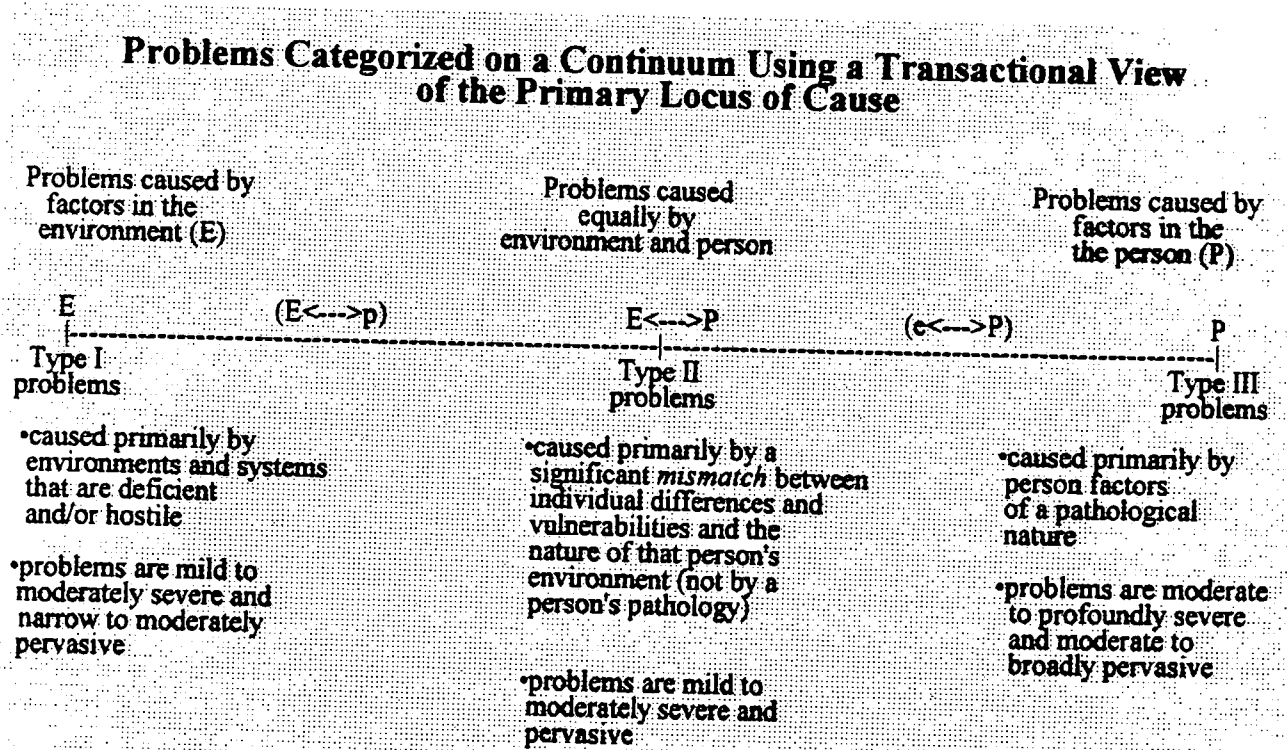 Problems Categorized on a Continuum Using a Transactional View
of the Primary Locus of Cause
Problems caused by
factors in the
environment (E)
Problems caused
equally by
environment and person
Problems caused by
factors in the
the person (P)
E
(E<--->p)
E<--->P
(e<--->P)
P
Type I
problems
Type II
problems
Type III
problems
•caused primarily by
environments and systems
that are deficient
and/or hostile
•problems are mild to
moderately severe and
narrow to moderately
pervasive
•caused primarily by a
significant mismatch between
individual differences and
vulnerabilities and the
nature of that person's
environment (not by a
person's pathology)
•problems are mild to
moderately severe and
pervasive
•caused primarily by
person factors
of a pathological
nature
•problems are moderate
to profoundly severe
and moderate to
broadly pervasive